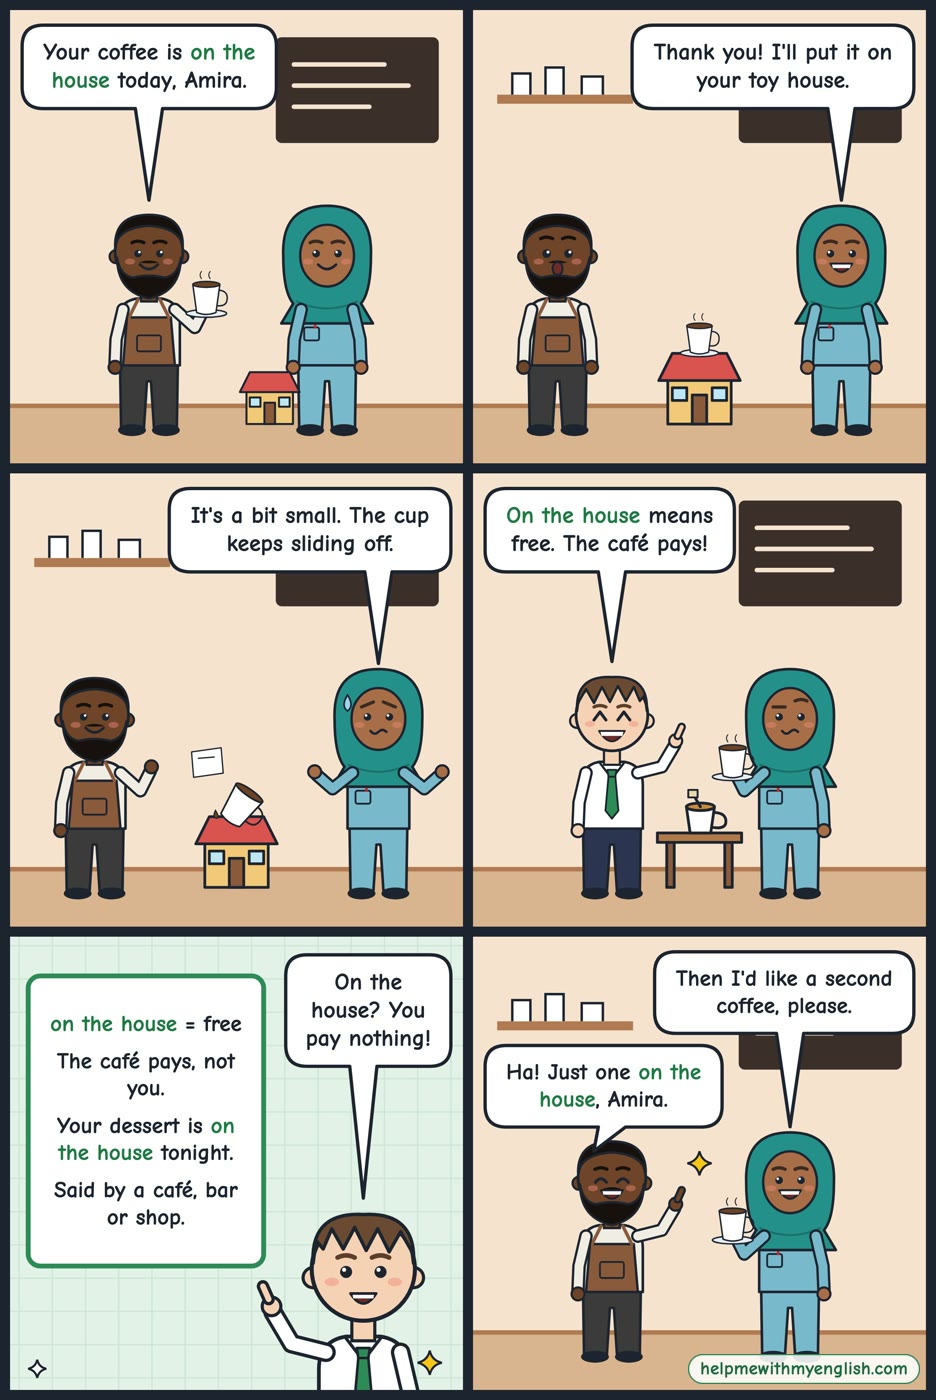 Your coffee is on the
house today, Amira.
Thank you! I'll put it on
your toy house.
It's a bit small. The cup
keeps sliding off.
On the house means
free. The café pays!
on the house = free
The café pays, not
you.
Your dessert is on
the house tonight.
Said by a café, bar
or shop.
On the
house? You
pay nothing!
Then I'd like a second
coffee, please.
Ha! Just one on the
house, Amira.
helpmewithmyenglish.com